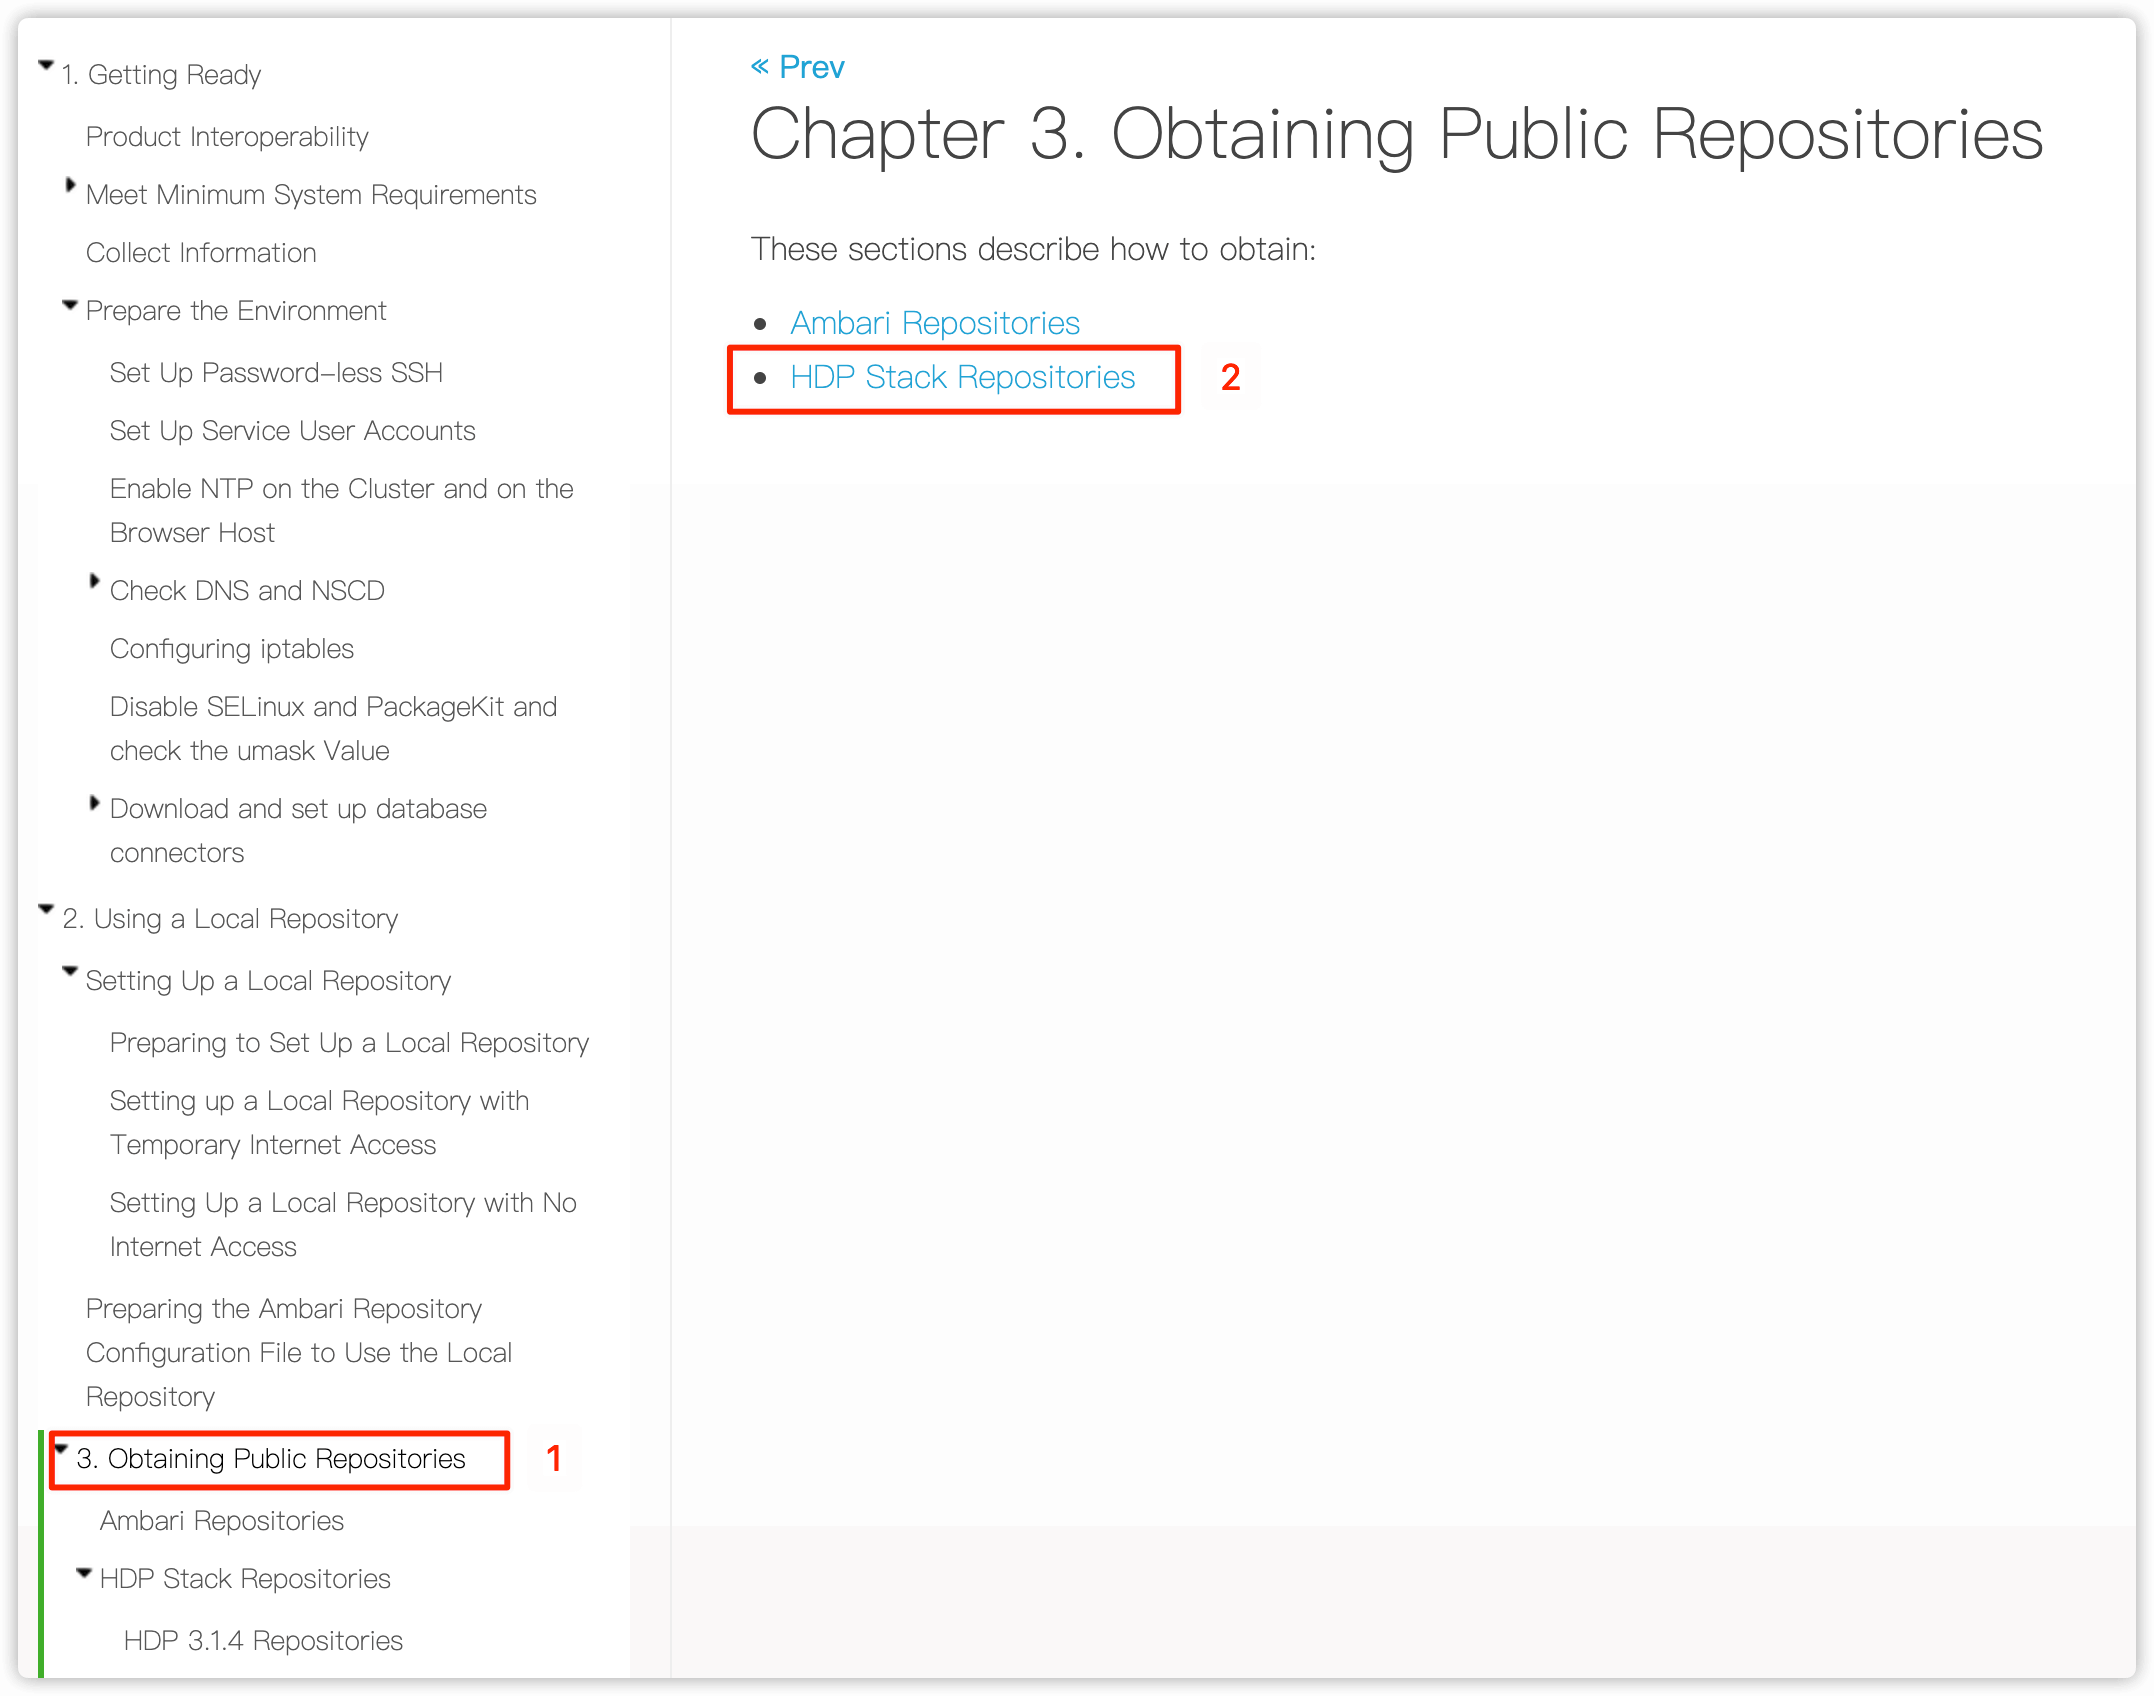 1. Getting Ready
Product Interoperability
Meet Minimum System Requirements
Collect Information
Prepare the Environment
Set Up Password-less SSH
Set Up Service User Accounts
Enable NTP on the Cluster and on the
Browser Host
Check DNS and NSCD
Configuring iptables
Disable SELinux and PackageKit and
check the umask Value
Download and set up database
connectors
2. Using a Local Repository
Setting Up a Local Repository
Preparing to Set Up a Local Repository
Setting up a Local Repository with
Temporary Internet Access
Setting Up a Local Repository with No
Internet Access
Preparing the Ambari Repository
Configuration File to Use the Local
Repository
3. Obtaining Public Repositories 1
Ambari Repositories
HDP Stack Repositories
HDP 3.1.4 Repositories
« Prev
Chapter 3. Obtaining Public Repositories
These sections describe how to obtain:
• Ambari Repositories
• HDP Stack Repositories 2